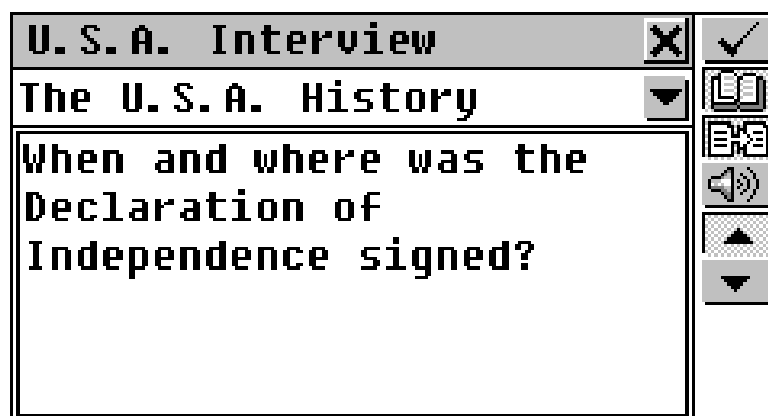 U.S.A. Interview
The U.S.A. History
When and where was the
Declaration of
Independence signed?